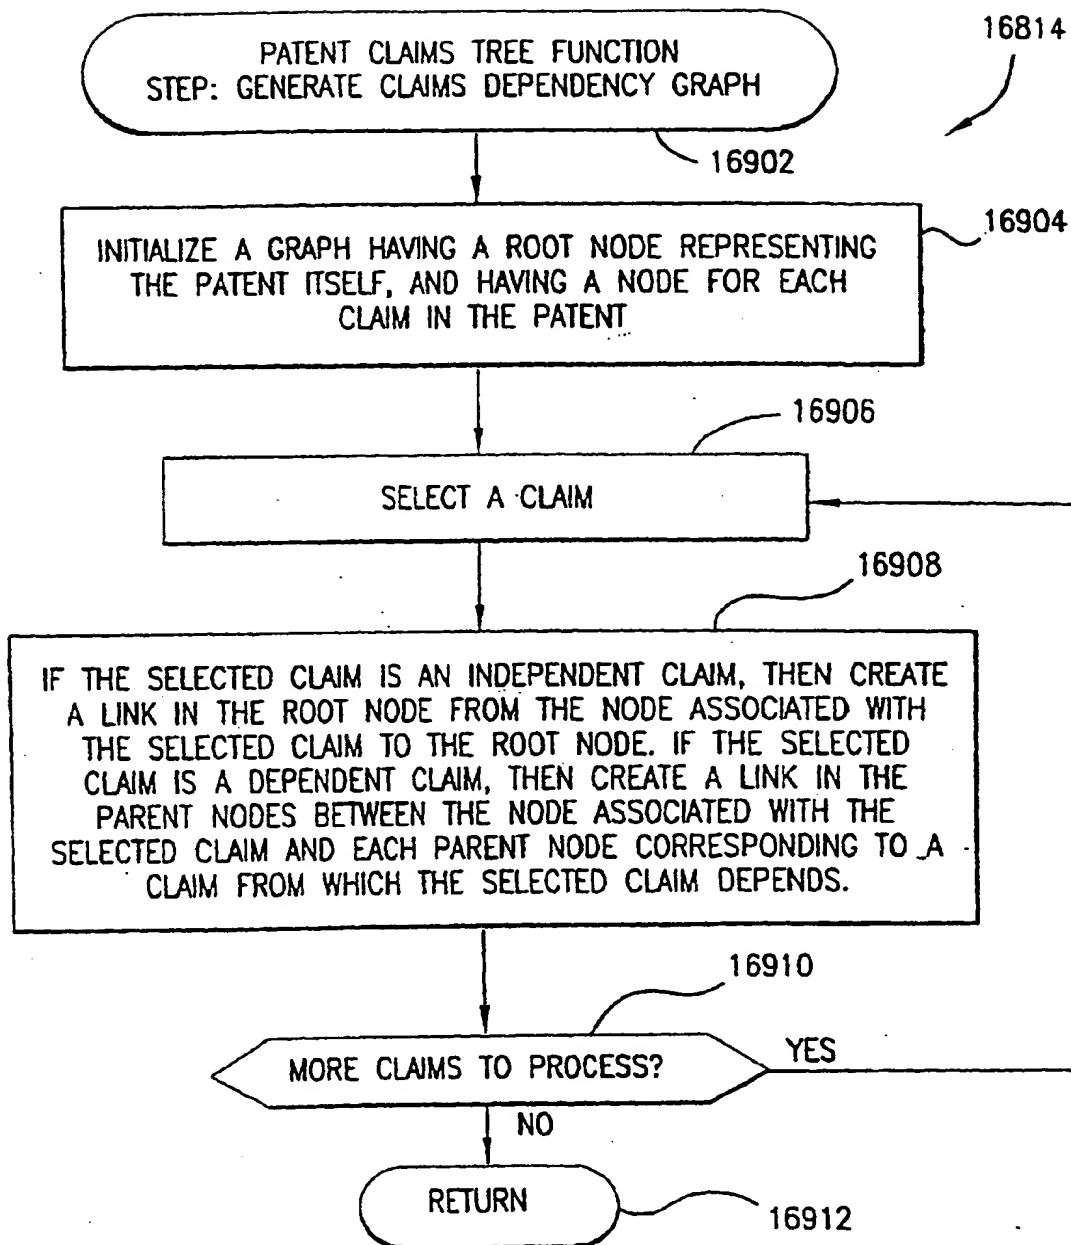 16814
PATENT CLAIMS TREE FUNCTION
STEP: GENERATE CLAIMS DEPENDENCY GRAPH
16902
16904
INITIALIZE A GRAPH HAVING A ROOT NODE REPRESENTING
THE PATENT ITSELF, AND HAVING A NODE FOR EACH
CLAIM IN THE PATENT
16906
SELECT A CLAIM
16908
IF THE SELECTED CLAIM IS AN INDEPENDENT CLAIM, THEN CREATE
A LINK IN THE ROOT NODE FROM THE NODE ASSOCIATED WITH
THE SELECTED CLAIM TO THE ROOT NODE. IF THE SELECTED
CLAIM IS A DEPENDENT CLAIM, THEN CREATE A LINK IN THE
PARENT NODES BETWEEN THE NODE ASSOCIATED WITH THE
SELECTED CLAIM AND EACH PARENT NODE CORRESPONDING TO A
CLAIM FROM WHICH THE SELECTED CLAIM DEPENDS.
16910
MORE CLAIMS TO PROCESS?
YES
NO
RETURN
16912